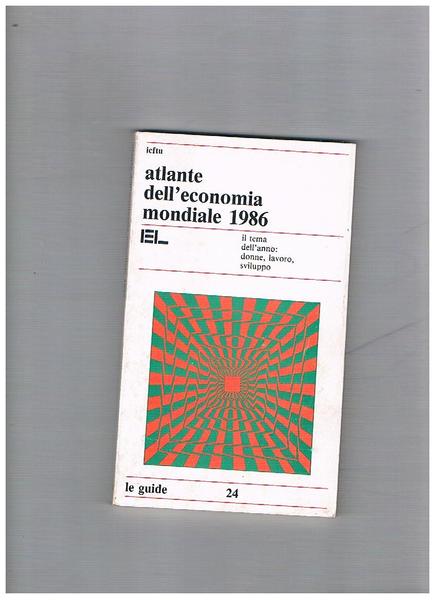 icftu
atlante
dell'economia
mondiale 1986
EL
il tema
dell'anno:
donne, lavoro,
sviluppo
le guide 24